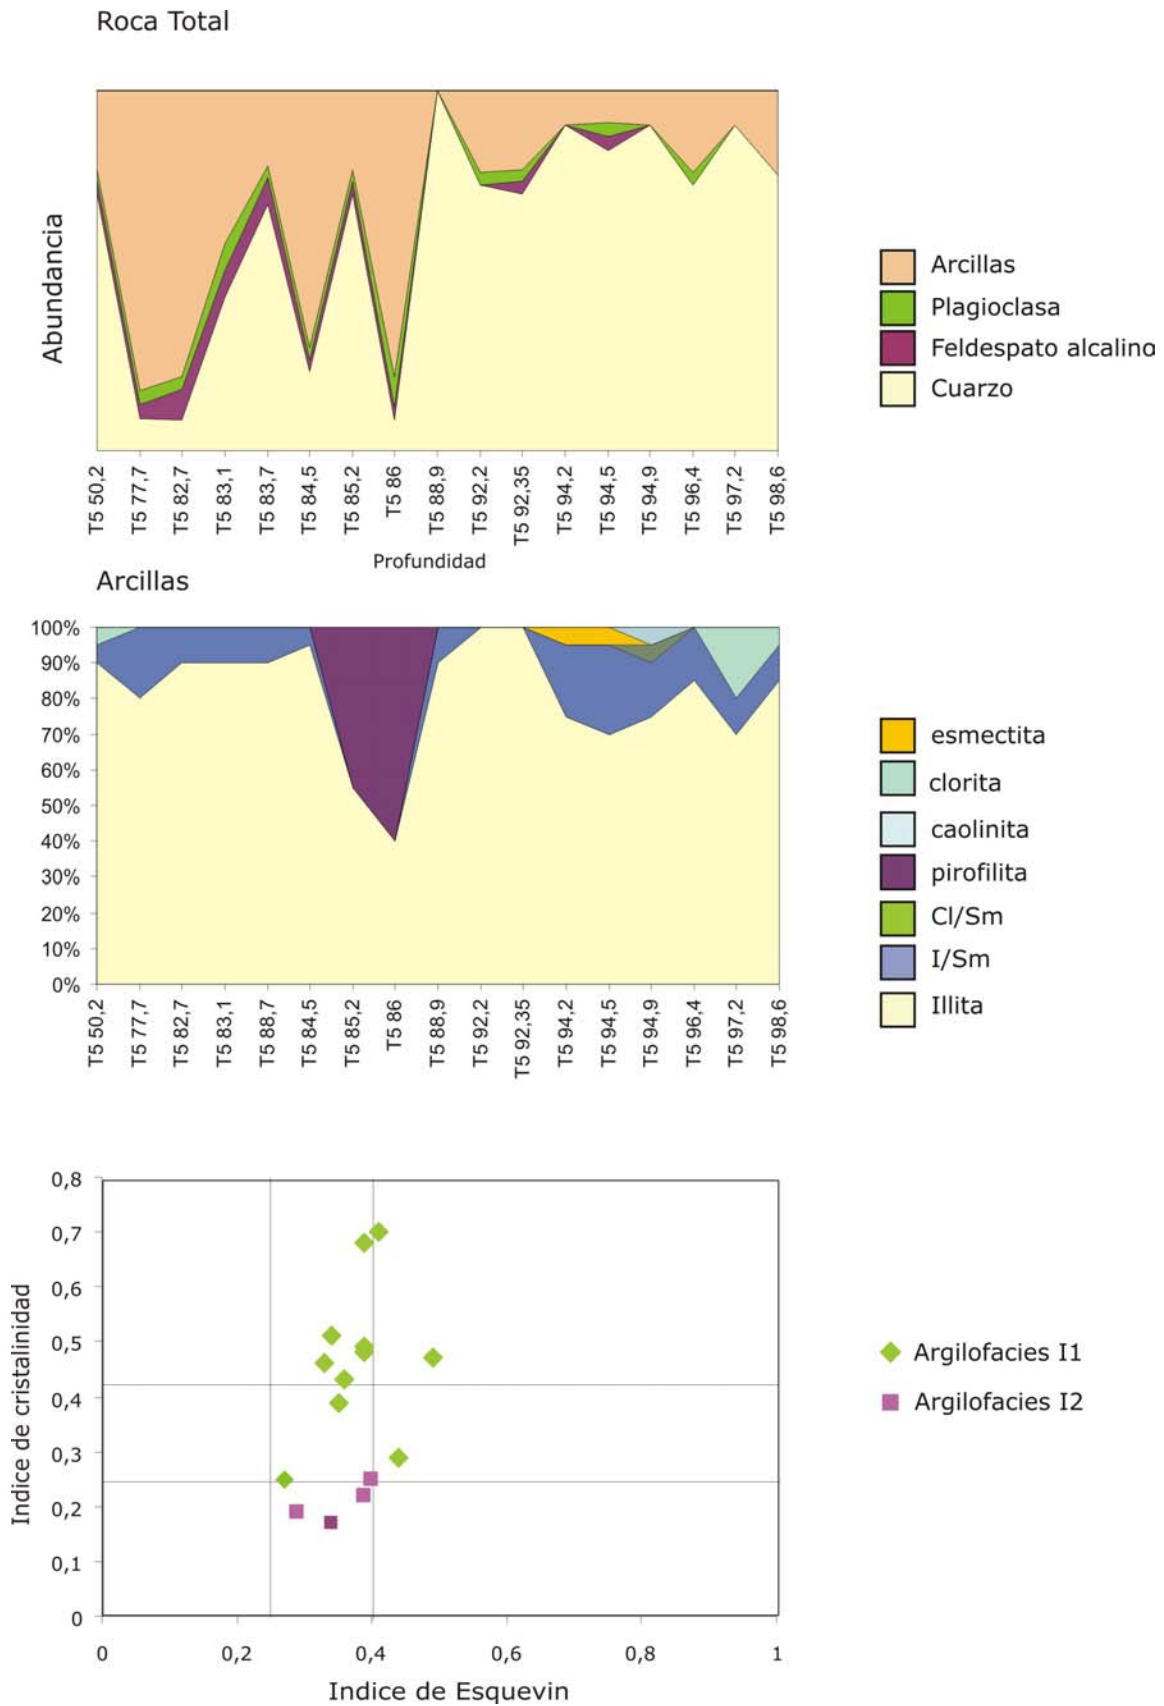 Roca Total
Abundancia
Arcillas
Plagioclasa
Feldespato alcalino
Cuarzo
T5 50,2
T5 77,7
T5 82,7
T5 83,1
T5 83,7
T5 84,5
T5 85,2
T5 86
T5 88,9
T5 92,2
T5 92,35
T5 94,2
T5 94,5
T5 94,9
T5 96,4
T5 97,2
T5 98,6
Profundidad
Arcillas
100%
90%
80%
70%
60%
50%
40%
30%
20%
10%
0%
esmectita
clorita
caolinita
pirofilita
Cl/Sm
I/Sm
Illita
T5 50,2
T5 77,7
T5 82,7
T5 83,1
T5 88,7
T5 84,5
T5 85,2
T5 86
T5 88,9
T5 92,2
T5 92,35
T5 94,2
T5 94,5
T5 94,9
T5 96,4
T5 97,2
T5 98,6
Indice de cristalinidad
0,8
0,7
0,6
0,5
0,4
0,3
0,2
0,1
0
Argilofacies I1
Argilofacies I2
0
0,2
0,4
0,6
0,8
1
Indice de Esquevin